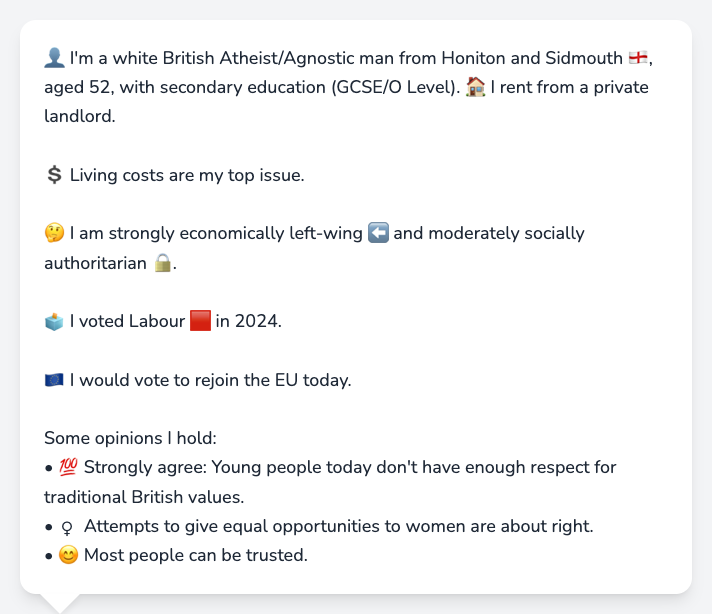 👤 I'm a white British Atheist/Agnostic man from Honiton and Sidmouth 🏴󠁧󠁢󠁥󠁮󠁧󠁿,
aged 52, with secondary education (GCSE/O Level). 🏠 I rent from a private
landlord.
💲 Living costs are my top issue.
🤔 I am strongly economically left-wing ⬅️ and moderately socially
authoritarian 🔒.
🗳️ I voted Labour 🟥 in 2024.
🇪🇺 I would vote to rejoin the EU today.
Some opinions I hold:
• 💯 Strongly agree: Young people today don't have enough respect for
traditional British values.
• ♀ Attempts to give equal opportunities to women are about right.
• 😊 Most people can be trusted.